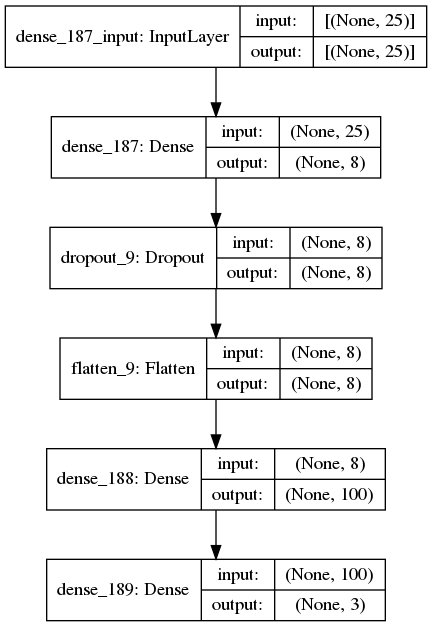 dense_187_input: InputLayer
input: [(None, 25)]
output: [(None, 25)]
dense_187: Dense
input: (None, 25)
output: (None, 8)
dropout_9: Dropout
input: (None, 8)
output: (None, 8)
flatten_9: Flatten
input: (None, 8)
output: (None, 8)
dense_188: Dense
input: (None, 8)
output: (None, 100)
dense_189: Dense
input: (None, 100)
output: (None, 3)